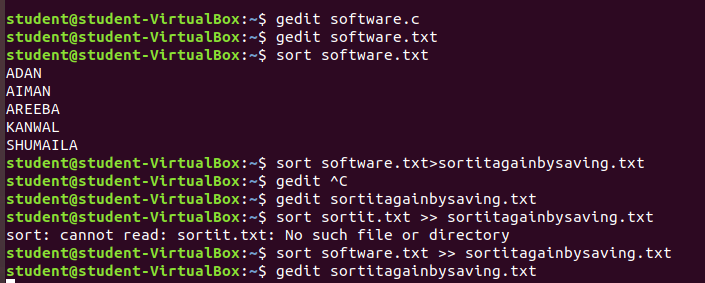 student@student-VirtualBox:~$ gedit software.c
student@student-VirtualBox:~$ gedit software.txt
student@student-VirtualBox:~$ sort software.txt
ADAN
AIMAN
AREEBA
KANWAL
SHUMAILA
student@student-VirtualBox:~$ sort software.txt>sortitagainbysaving.txt
student@student-VirtualBox:~$ gedit ^C
student@student-VirtualBox:~$ gedit sortitagainbysaving.txt
student@student-VirtualBox:~$ sort sortit.txt >> sortitagainbysaving.txt
sort: cannot read: sortit.txt: No such file or directory
student@student-VirtualBox:~$ sort software.txt >> sortitagainbysaving.txt
student@student-VirtualBox:~$ gedit sortitagainbysaving.txt